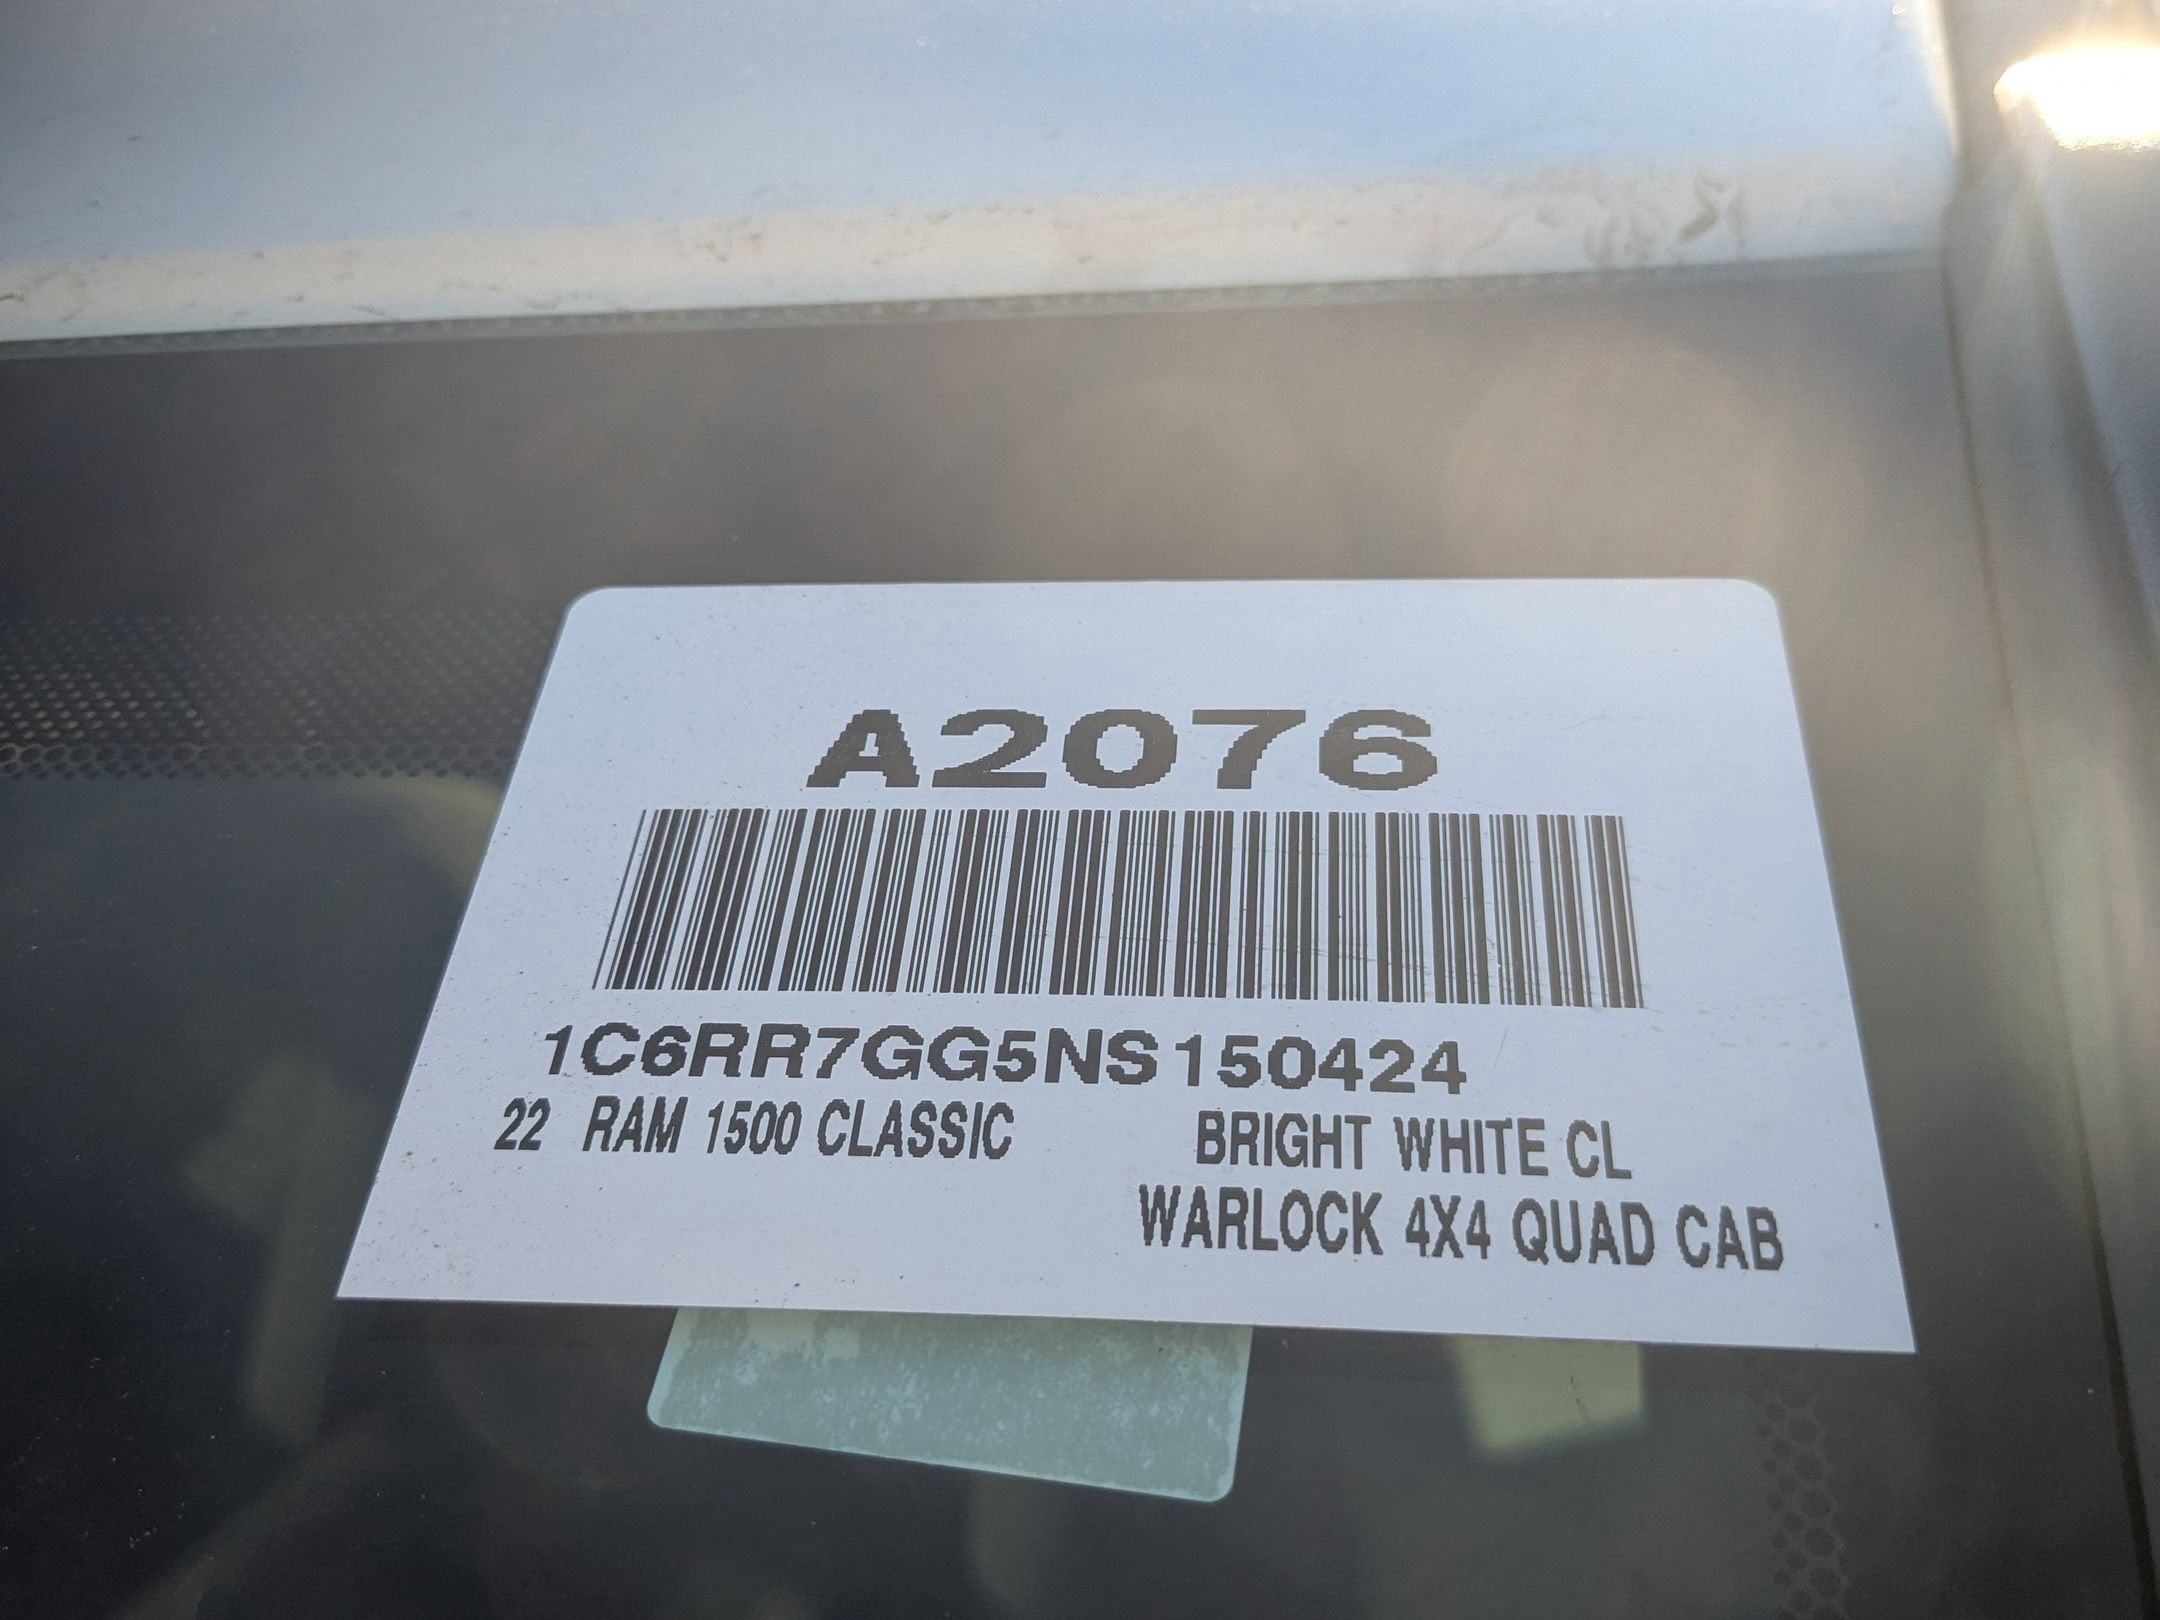 A2076
1C6RR7GG5NS150424
22 RAM 1500 CLASSIC BRIGHT WHITE CL
WARLOCK 4X4 QUAD CAB